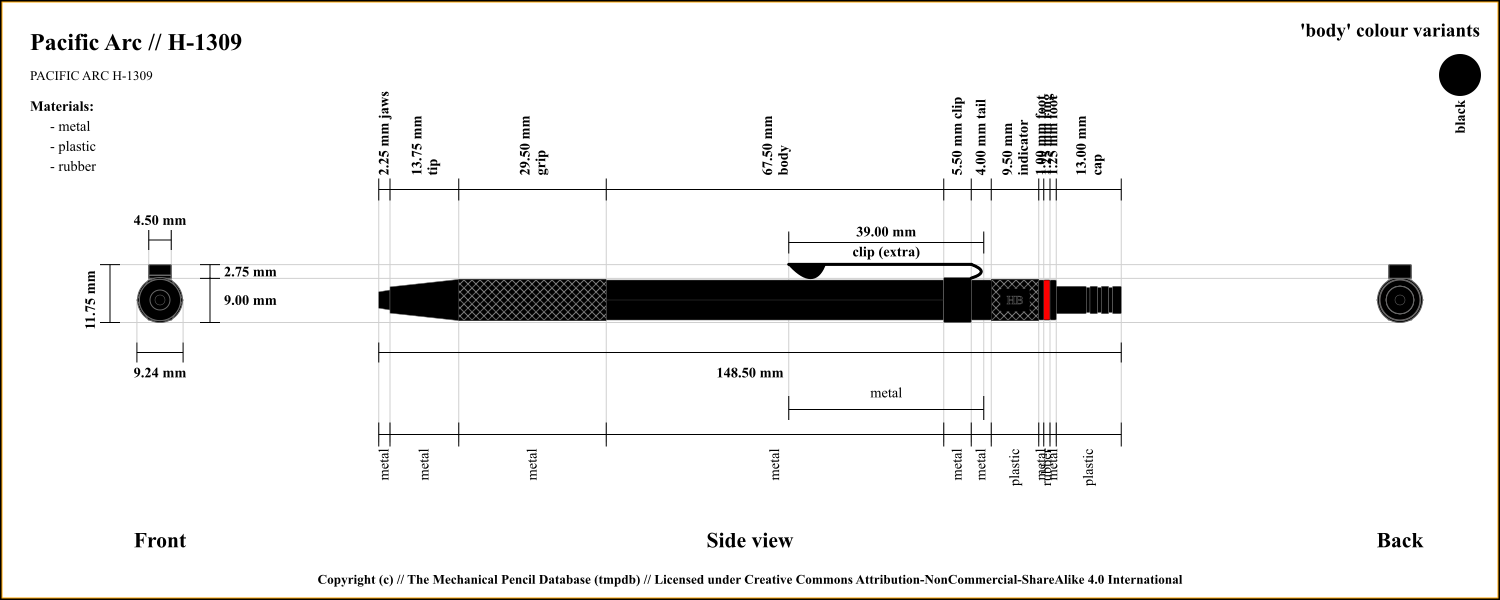 Pacific Arc // H-1309
PACIFIC ARC H-1309
Materials:
- metal
- plastic
- rubber
'body' colour variants
black
2.25 mm jaws
13.75 mm
tip
29.50 mm
grip
67.50 mm
body
5.50 mm clip
4.00 mm tail
9.50 mm
indicator
1.00 mm foot
1.25 mm foot
13.00 mm
cap
4.50 mm
11.75 mm
2.75 mm
9.00 mm
9.24 mm
39.00 mm
clip (extra)
HB
148.50 mm
metal
metal
metal
metal
metal
metal
metal
plastic
metal
rubber
metal
plastic
Front
Side view
Back
Copyright (c) // The Mechanical Pencil Database (tmpdb) // Licensed under Creative Commons Attribution-NonCommercial-ShareAlike 4.0 International